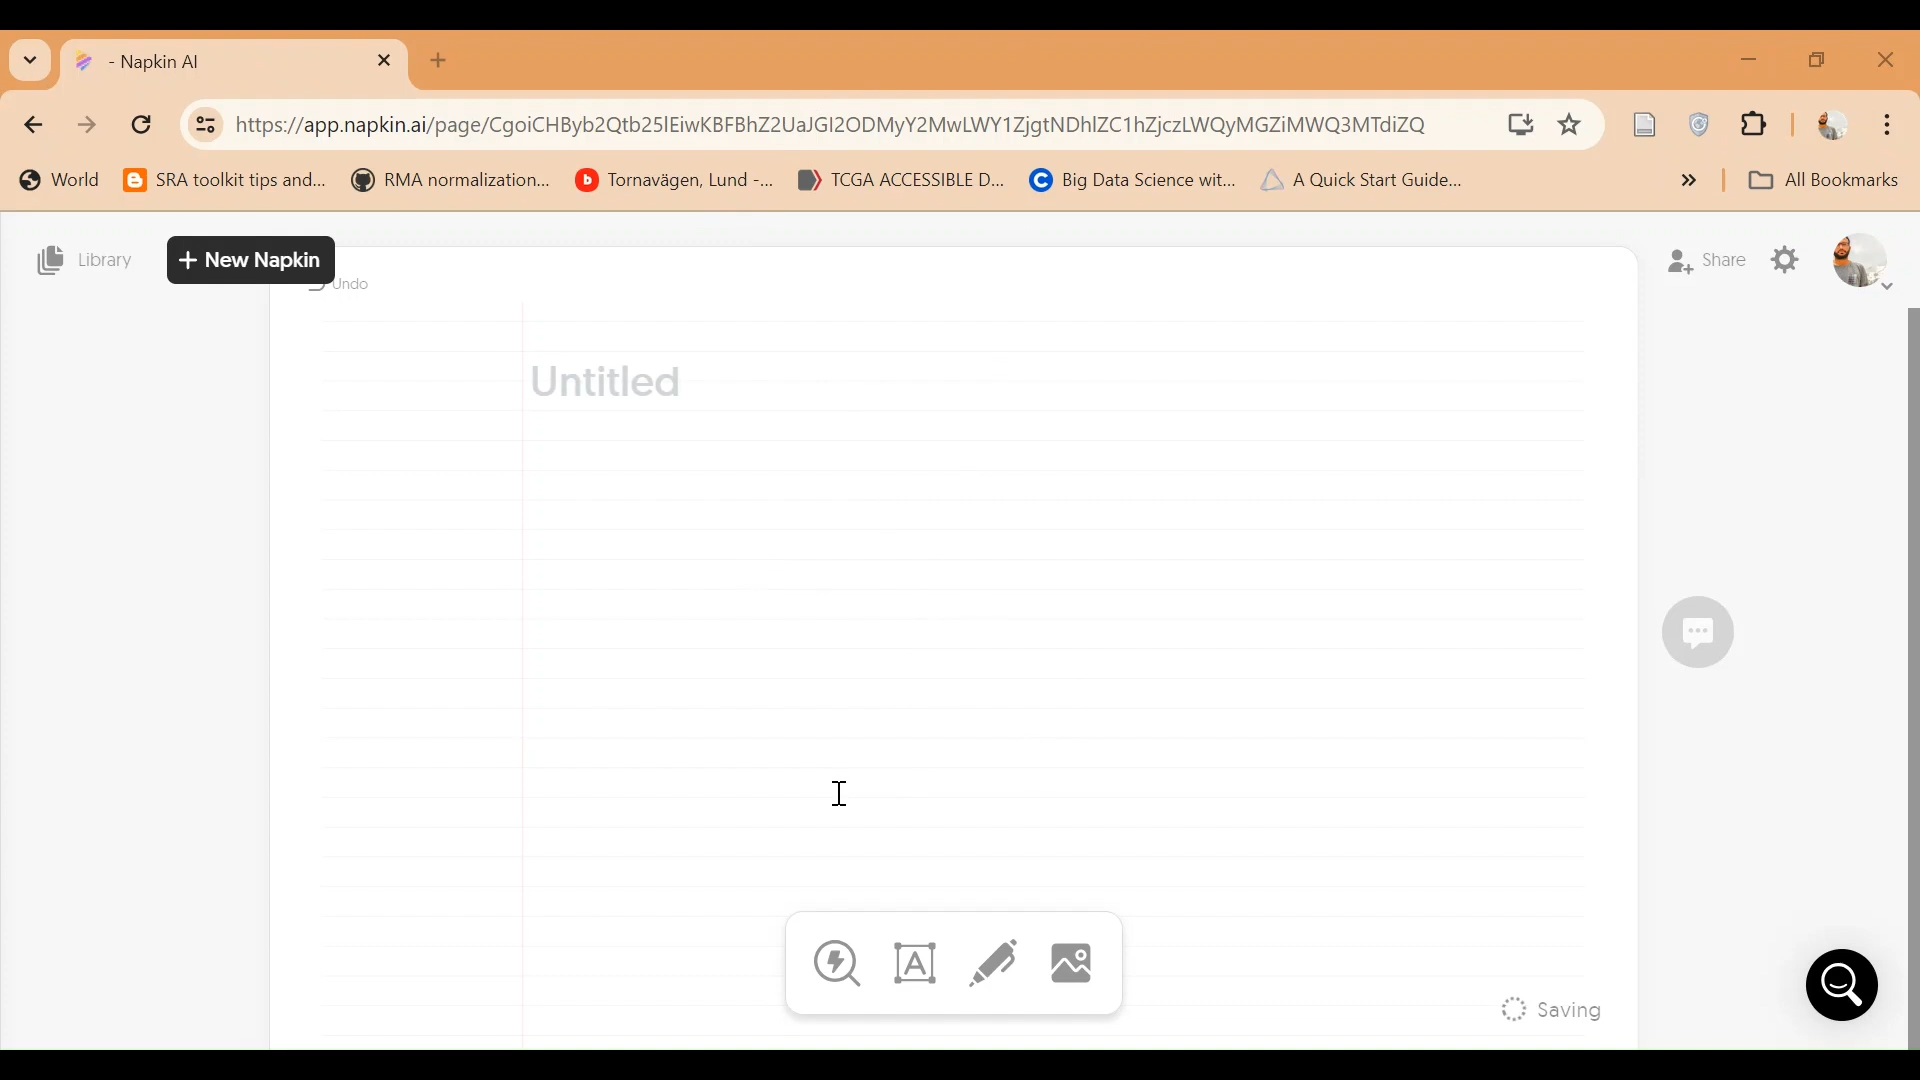 - Napkin AI
https://app.napkin.ai/page/CgoiCHByb2Qtb25lEiwKBFBhZ2UaJGI2ODMyY2MwLWY1ZjgtNDhlZC1hZjczLWQyMGZiMWQ3MTdiZQ
World SRA toolkit tips and... RMA normalization... Tornavägen, Lund -... TCGA ACCESSIBLE D... Big Data Science wit... A Quick Start Guide... » All Bookmarks
Library + New Napkin Share
Undo
Untitled
Saving